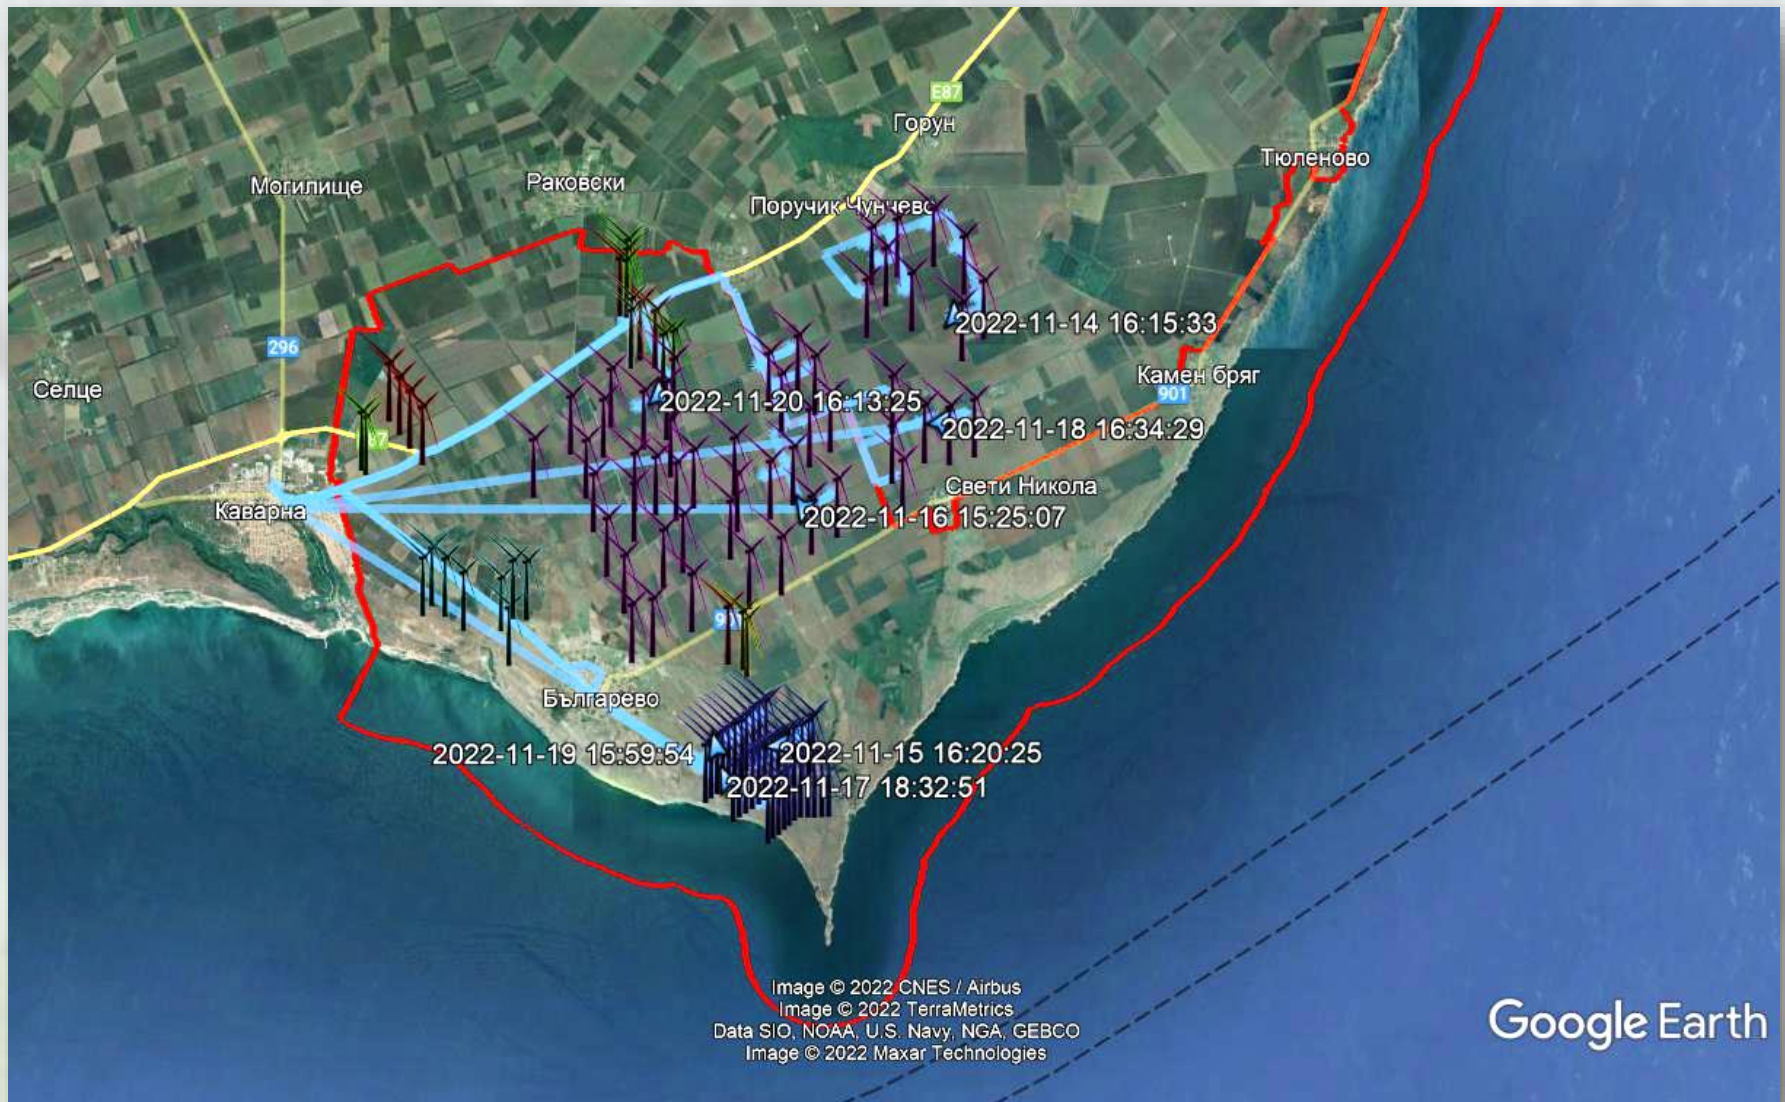 E87
Горун
Тюленово
Могилище
Раковски
Поручик Чунчево
2022-11-14 16:15:33
296
Камен бряг
Селце
901
2022-11-20 16:13:25
2022-11-18 16:34:29
87
Свети Никола
Каварна
2022-11-16 15:25:07
Българево
2022-11-19 15:59:54
2022-11-15 16:20:25
2022-11-17 18:32:51
Image © 2022 CNES / Airbus
Image © 2022 TerraMetrics
Data SIO, NOAA, U.S. Navy, NGA, GEBCO
Image © 2022 Maxar Technologies
Google Earth